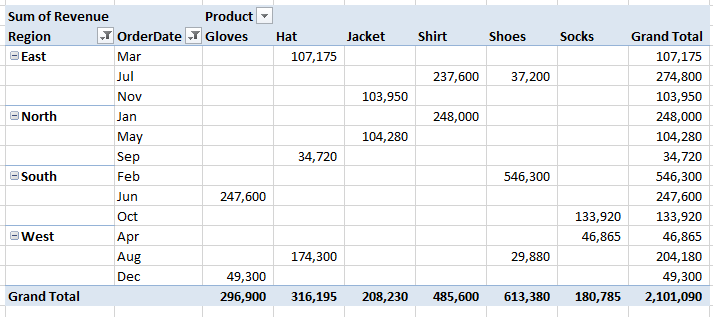 Sum of Revenue Product
Region OrderDate Gloves Hat Jacket Shirt Shoes Socks Grand Total
East Mar 107,175 107,175
Jul 237,600 37,200 274,800
Nov 103,950 103,950
North Jan 248,000 248,000
May 104,280 104,280
Sep 34,720 34,720
South Feb 546,300 546,300
Jun 247,600 247,600
Oct 133,920 133,920
West Apr 46,865 46,865
Aug 174,300 29,880 204,180
Dec 49,300 49,300
Grand Total 296,900 316,195 208,230 485,600 613,380 180,785 2,101,090